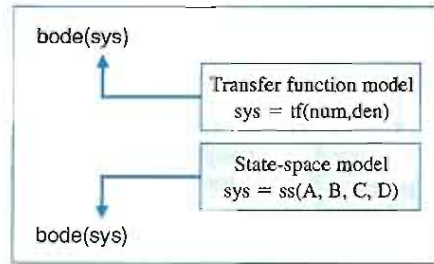 bode(sys)
Transfer function model
sys = tf(num,den)
State-space model
sys = ss(A, B, C, D)
bode(sys)